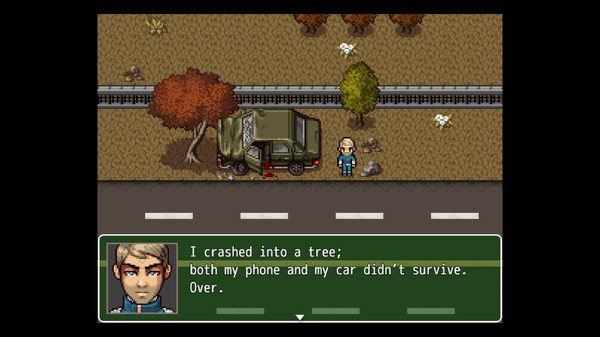 I crashed into a tree;
both my phone and my car didn't survive.
Over.